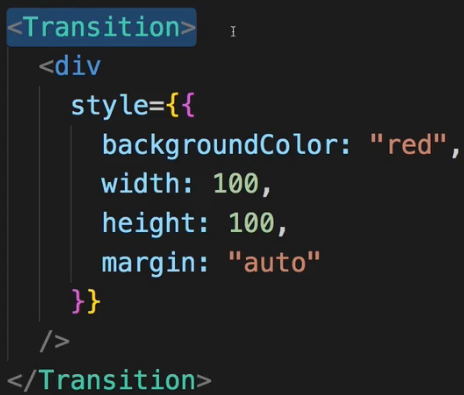 <Transition>
<div
style={{
backgroundColor: "red",
width: 100,
height: 100,
margin: "auto"
}}
/>
</Transition>